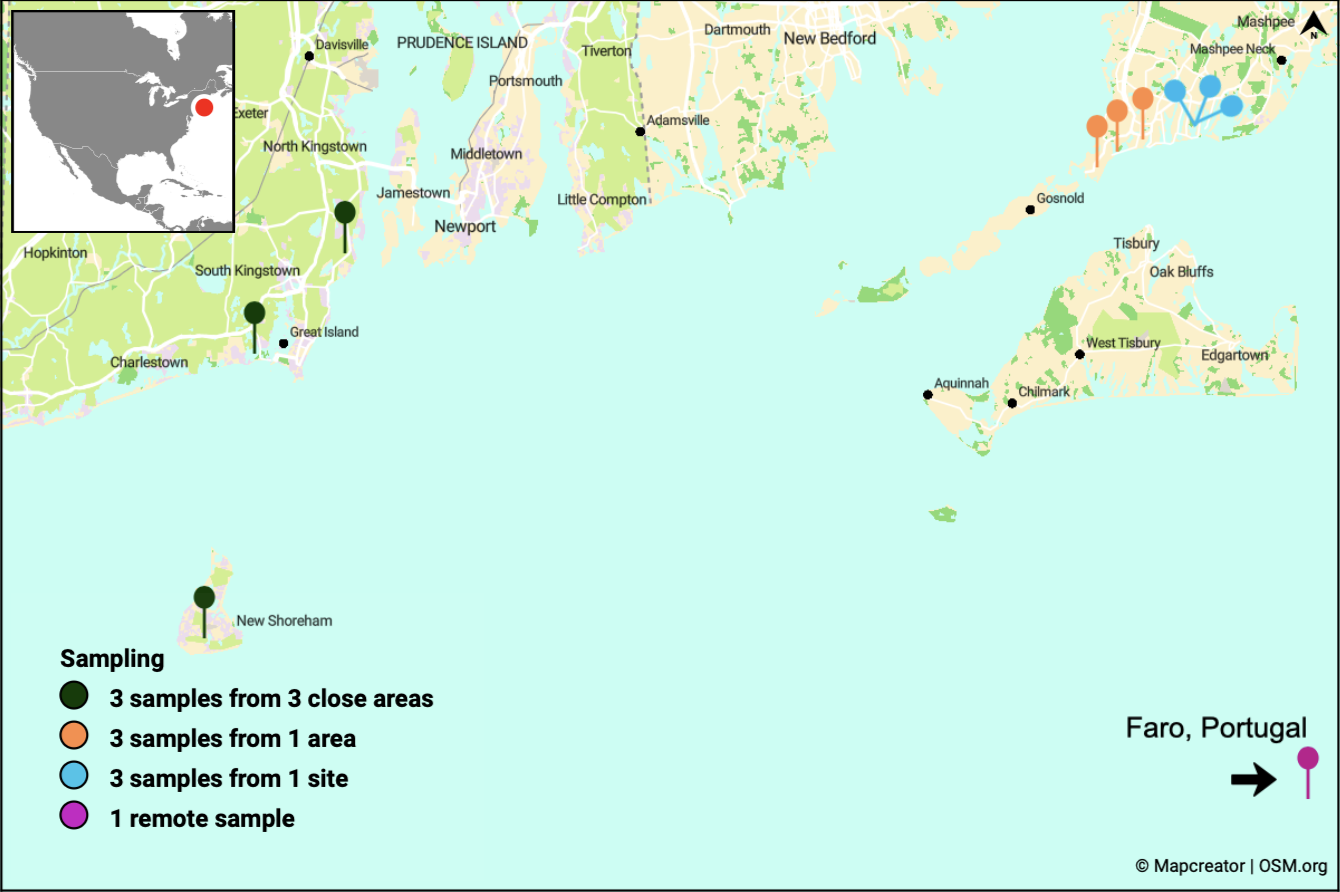 Mashpee
N
Davisville
PRUDENCE ISLAND
Tiverton
Dartmouth
New Bedford
Mashpee Neck
Portsmouth
Exeter
Adamsville
North Kingstown
Middletown
Jamestown
Little Compton
Gosnold
Newport
Hopkinton
South Kingstown
Tisbury
Oak Bluffs
Great Island
Charlestown
West Tisbury
Edgartown
Aquinnah
Chilmark
New Shoreham
Sampling
3 samples from 3 close areas
3 samples from 1 area
3 samples from 1 site
1 remote sample
Faro, Portugal
© Mapcreator | OSM.org